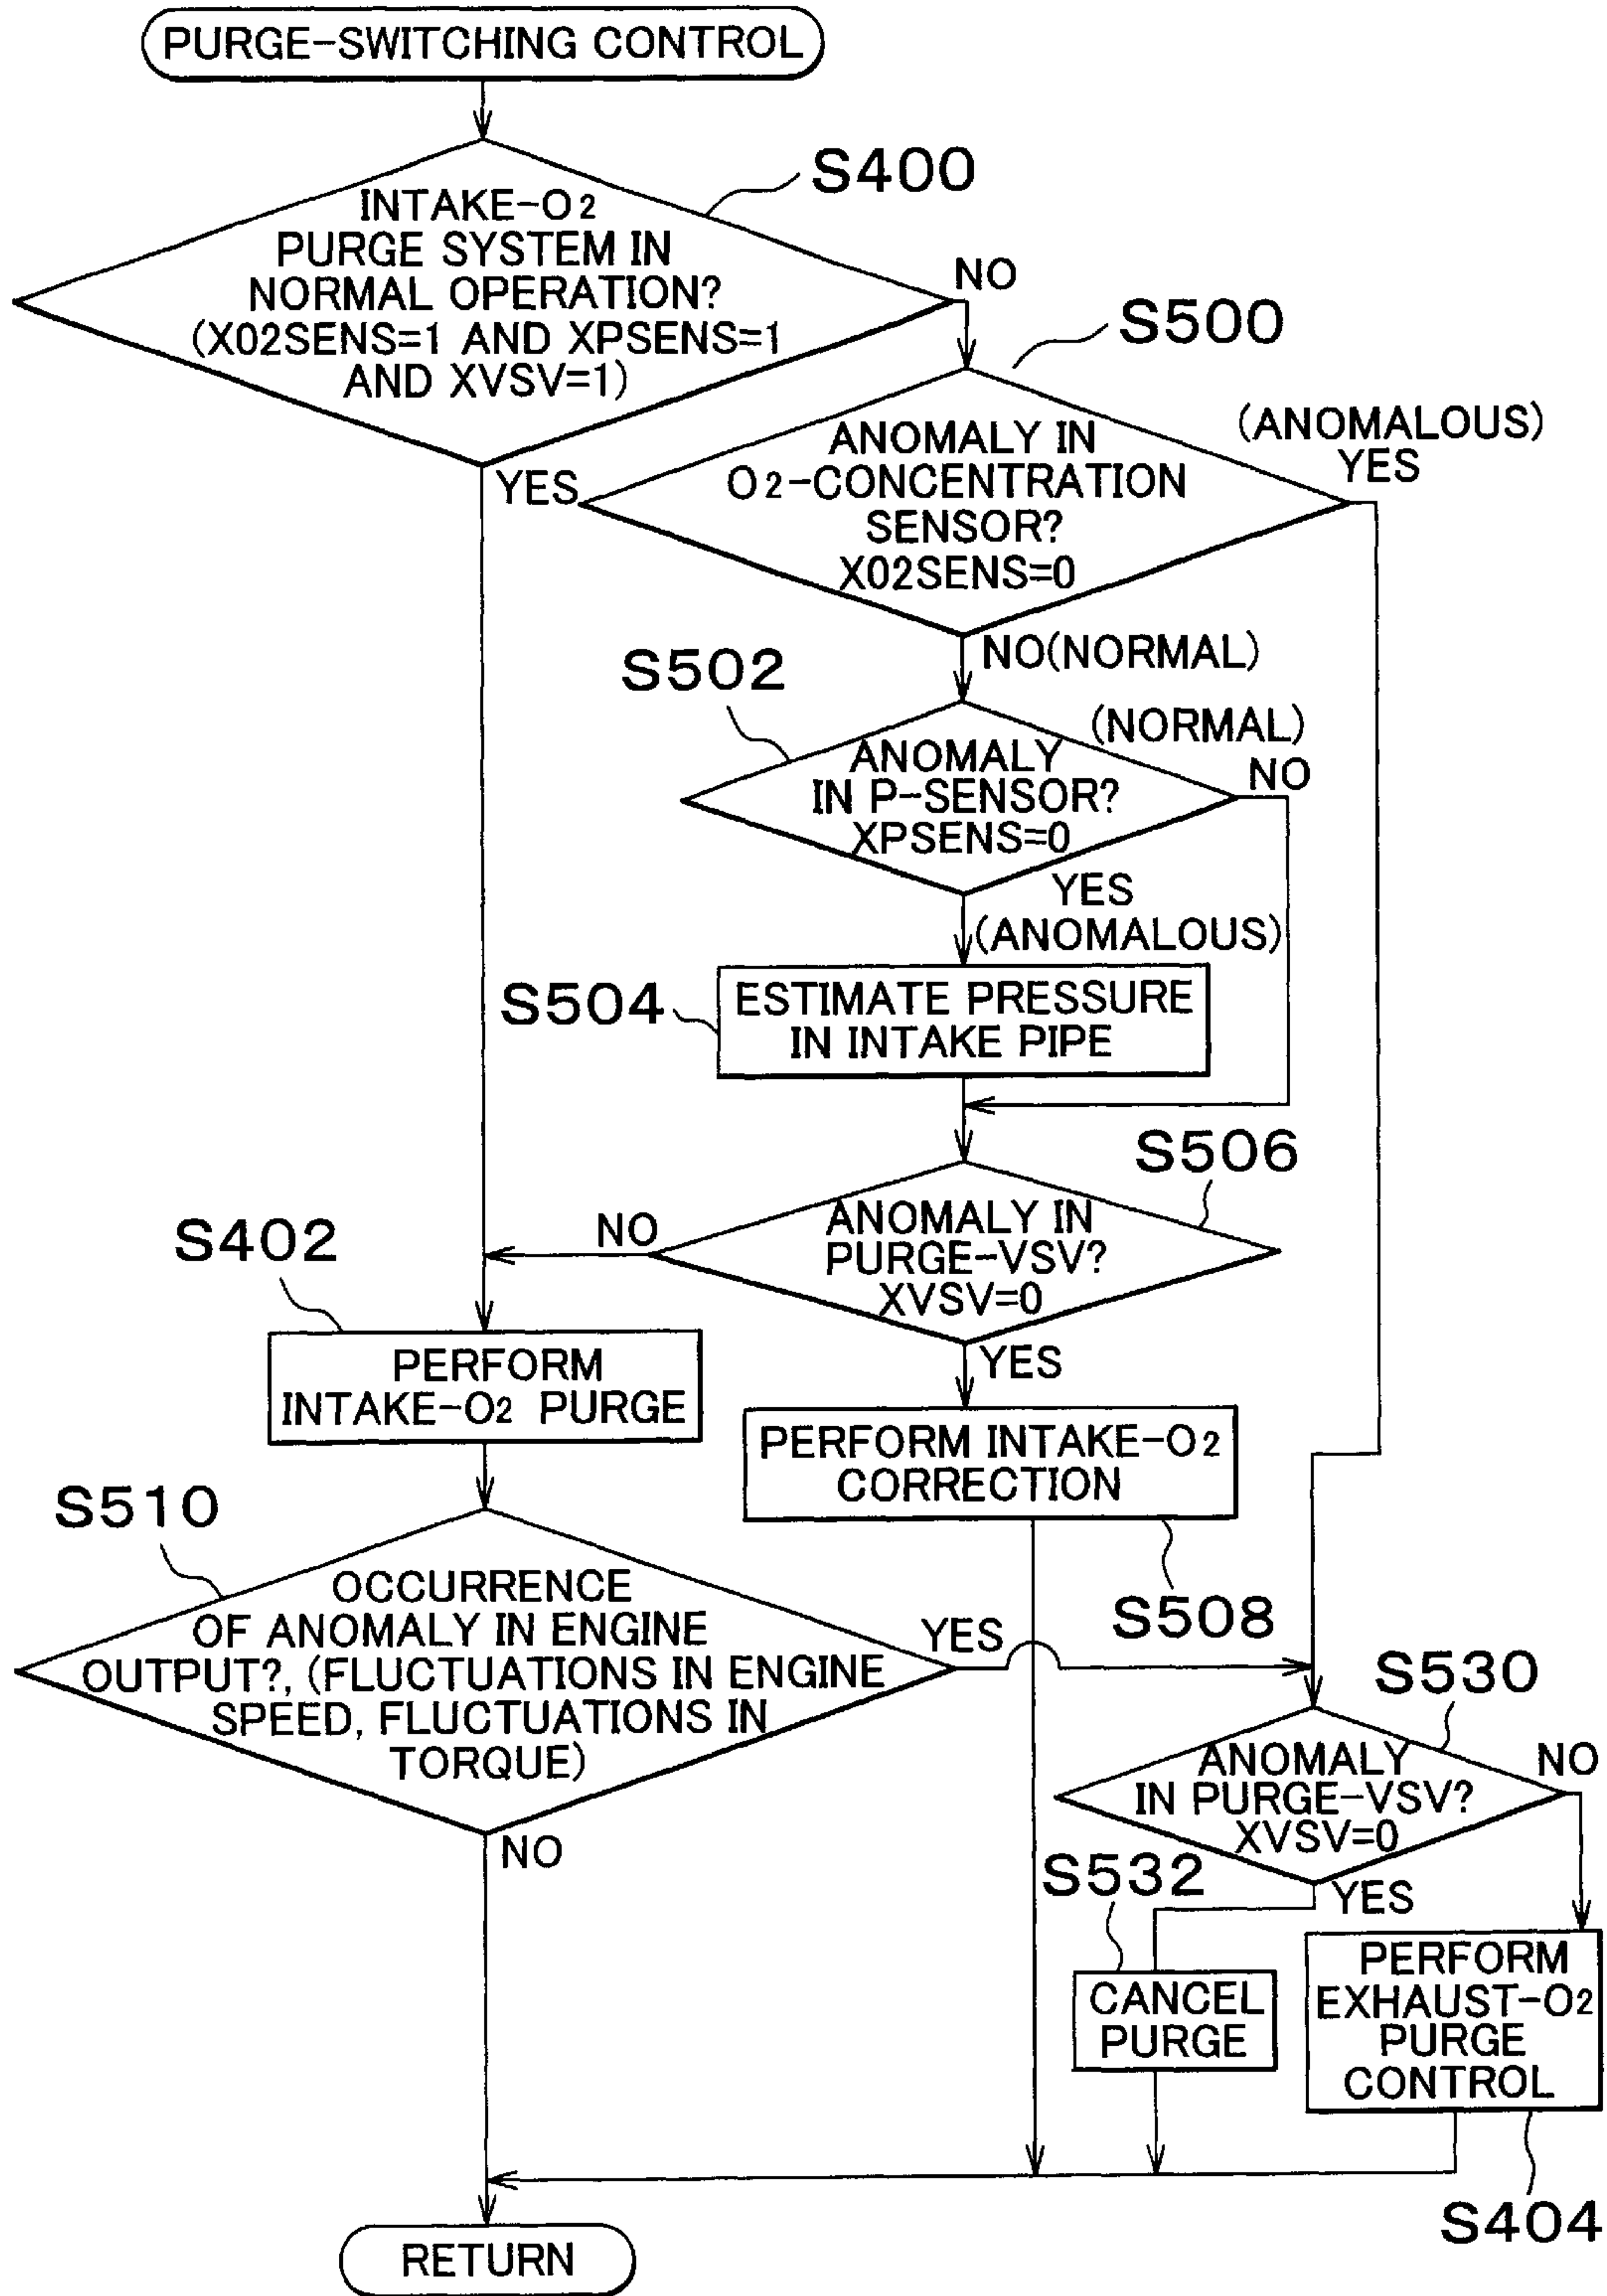 PURGE-SWITCHING CONTROL
S400
INTAKE-O2
PURGE SYSTEM IN
NORMAL OPERATION?
(X02SENS=1 AND XPSENS=1
AND XVSV=1)
NO
YES
S500
ANOMALY IN
O2-CONCENTRATION
SENSOR?
X02SENS=0
(ANOMALOUS)
YES
NO(NORMAL)
S502
ANOMALY
IN P-SENSOR?
XPSENS=0
(NORMAL)
NO
YES
(ANOMALOUS)
S504
ESTIMATE PRESSURE
IN INTAKE PIPE
S506
ANOMALY IN
PURGE-VSV?
XVSV=0
NO
YES
S402
PERFORM
INTAKE-O2 PURGE
PERFORM INTAKE-O2
CORRECTION
S508
S510
OCCURRENCE
OF ANOMALY IN ENGINE
OUTPUT?, (FLUCTUATIONS IN ENGINE
SPEED, FLUCTUATIONS IN
TORQUE)
YES
NO
S530
ANOMALY
IN PURGE-VSV?
XVSV=0
NO
YES
S532
CANCEL
PURGE
PERFORM
EXHAUST-O2
PURGE
CONTROL
S404
RETURN